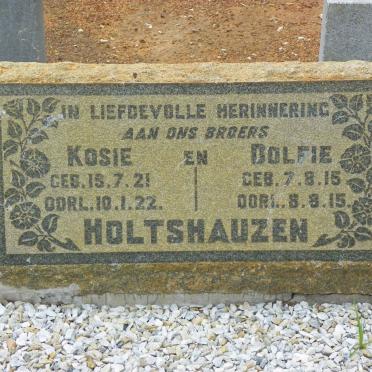 IN LIEFDEVOLLE HERINNERING
AAN ONS BROERS
KOSIE EN DOLFIE
GEB. 15.7.21 GEB. 7.8.15
OORL. 10.1.22. OORL. 8.8.15.
HOLTSHAUZEN